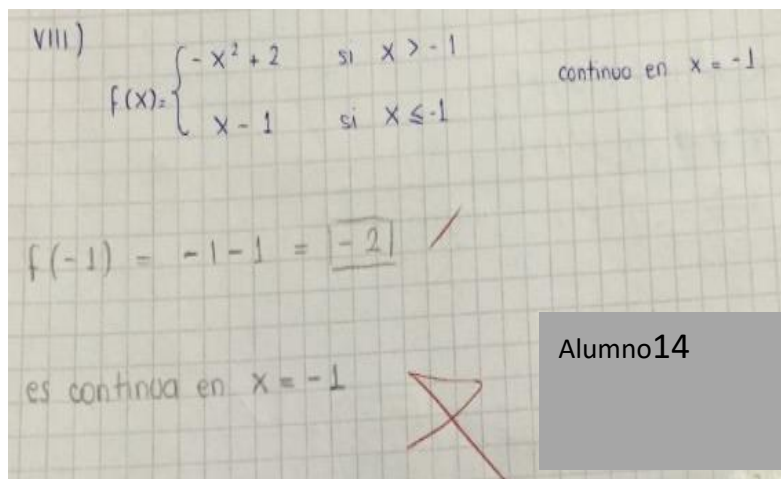 VIII)
f(x)= { -x² + 2 si x > -1
x - 1 si x ≤ -1
continuo en x = -1
f(-1) = -1-1 = -2
es continua en x = -1
Alumno14